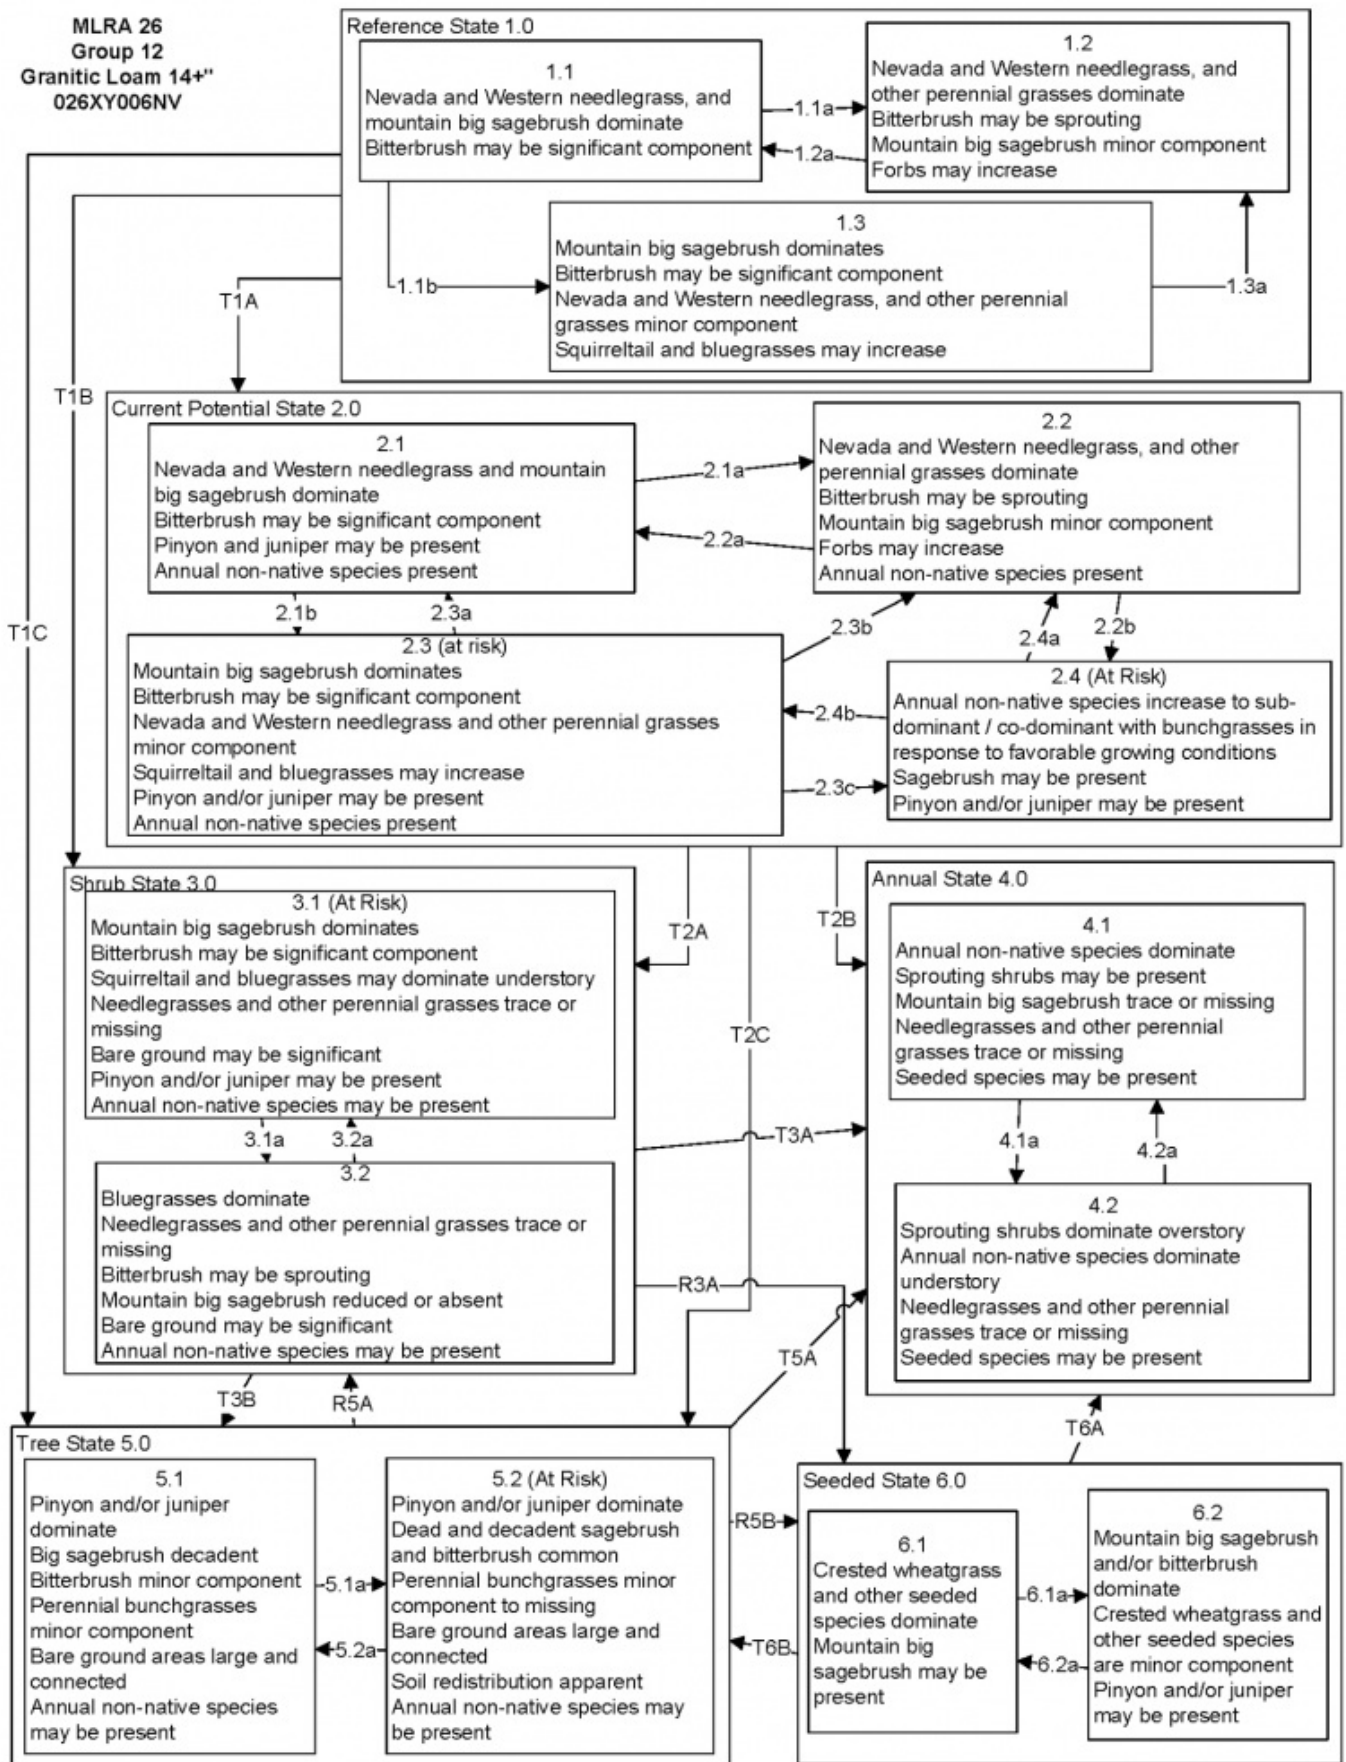 MLRA 26
Group 12
Granitic Loam 14+"
026XY006NV
Reference State 1.0
1.1
Nevada and Western needlegrass, and
mountain big sagebrush dominate
Bitterbrush may be significant component
1.1a
1.2a
1.2
Nevada and Western needlegrass, and
other perennial grasses dominate
Bitterbrush may be sprouting
Mountain big sagebrush minor component
Forbs may increase
1.1b
1.3
Mountain big sagebrush dominates
Bitterbrush may be significant component
Nevada and Western needlegrass, and other perennial
grasses minor component
Squirreltail and bluegrasses may increase
1.3a
T1A
T1B
T1C
Current Potential State 2.0
2.1
Nevada and Western needlegrass and mountain
big sagebrush dominate
Bitterbrush may be significant component
Pinyon and juniper may be present
Annual non-native species present
2.1a
2.2a
2.2
Nevada and Western needlegrass, and other
perennial grasses dominate
Bitterbrush may be sprouting
Mountain big sagebrush minor component
Forbs may increase
Annual non-native species present
2.1b
2.3a
2.3b
2.4a
2.2b
2.3 (at risk)
Mountain big sagebrush dominates
Bitterbrush may be significant component
Nevada and Western needlegrass and other perennial grasses
minor component
Squirreltail and bluegrasses may increase
Pinyon and/or juniper may be present
Annual non-native species present
2.4b
2.3c
2.4 (At Risk)
Annual non-native species increase to sub-
dominant / co-dominant with bunchgrasses in
response to favorable growing conditions
Sagebrush may be present
Pinyon and/or juniper may be present
T2A
T2B
T2C
Shrub State 3.0
3.1 (At Risk)
Mountain big sagebrush dominates
Bitterbrush may be significant component
Squirreltail and bluegrasses may dominate understory
Needlegrasses and other perennial grasses trace or
missing
Bare ground may be significant
Pinyon and/or juniper may be present
Annual non-native species may be present
3.1a
3.2a
3.2
Bluegrasses dominate
Needlegrasses and other perennial grasses trace or
missing
Bitterbrush may be sprouting
Mountain big sagebrush reduced or absent
Bare ground may be significant
Annual non-native species may be present
T3A
R3A
T5A
Annual State 4.0
4.1
Annual non-native species dominate
Sprouting shrubs may be present
Mountain big sagebrush trace or missing
Needlegrasses and other perennial
grasses trace or missing
Seeded species may be present
4.1a
4.2a
4.2
Sprouting shrubs dominate overstory
Annual non-native species dominate
understory
Needlegrasses and other perennial
grasses trace or missing
Seeded species may be present
T3B
R5A
T6A
Tree State 5.0
5.1
Pinyon and/or juniper
dominate
Big sagebrush decadent
Bitterbrush minor component
Perennial bunchgrasses
minor component
Bare ground areas large and
connected
Annual non-native species
may be present
5.1a
5.2a
5.2 (At Risk)
Pinyon and/or juniper dominate
Dead and decadent sagebrush
and bitterbrush common
Perennial bunchgrasses minor
component to missing
Bare ground areas large and
connected
Soil redistribution apparent
Annual non-native species may
be present
R5B
T6B
Seeded State 6.0
6.1
Crested wheatgrass
and other seeded
species dominate
Mountain big
sagebrush may be
present
6.1a
6.2a
6.2
Mountain big sagebrush
and/or bitterbrush
dominate
Crested wheatgrass and
other seeded species
are minor component
Pinyon and/or juniper
may be present